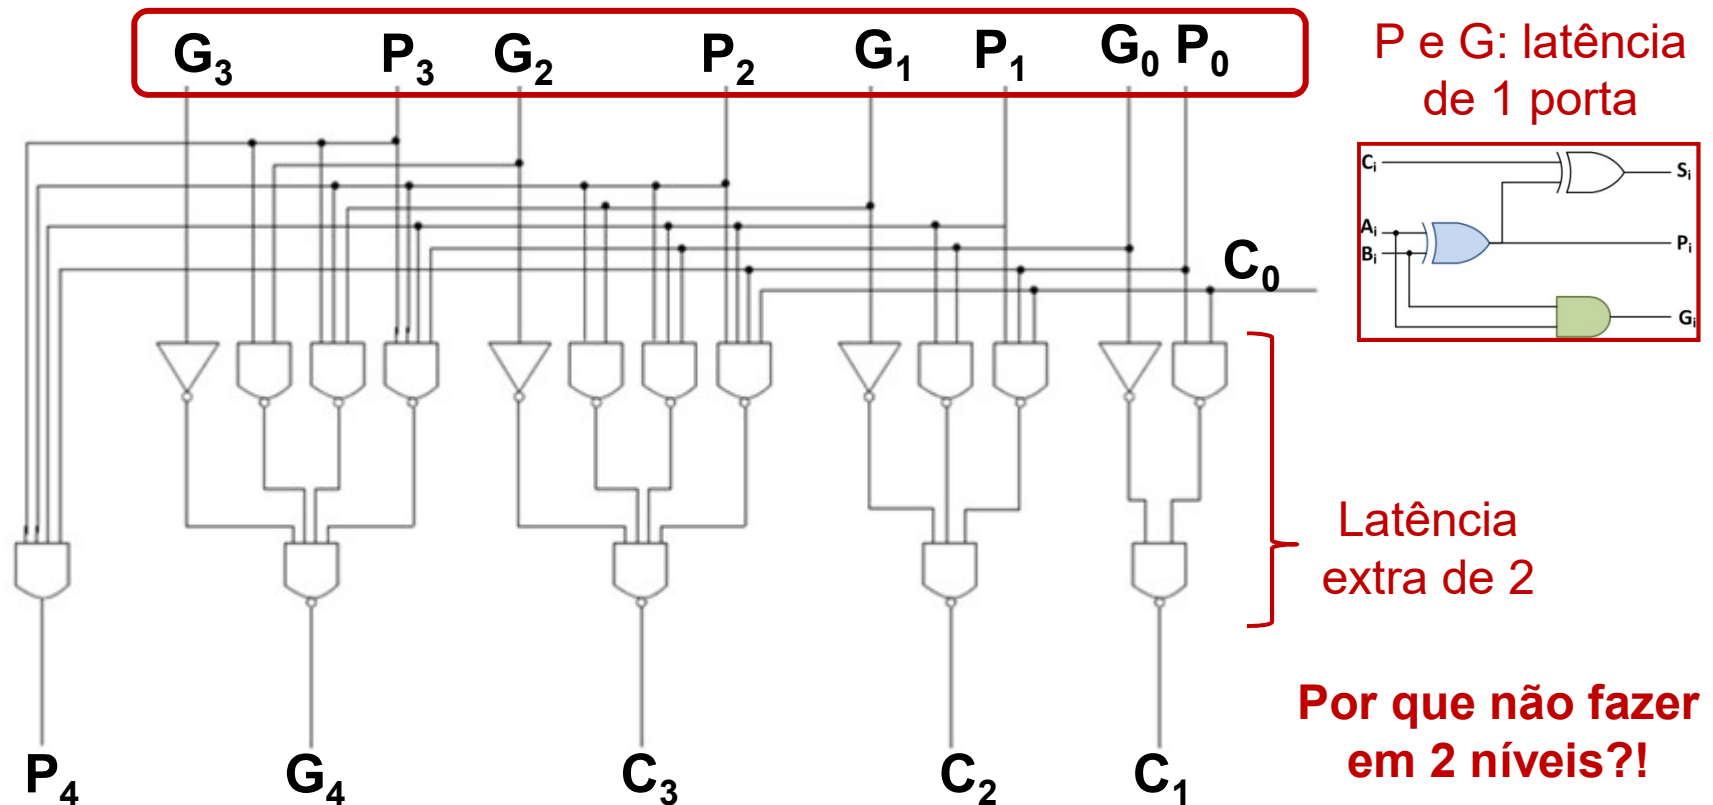 G3 P3 G2 P2 G1 P1 G0 P0
P e G: latência
de 1 porta
Ci
Si
Ai
Bi
Pi
Gi
C0
Latência
extra de 2
Por que não fazer
em 2 níveis?!
P4 G4 C3 C2 C1